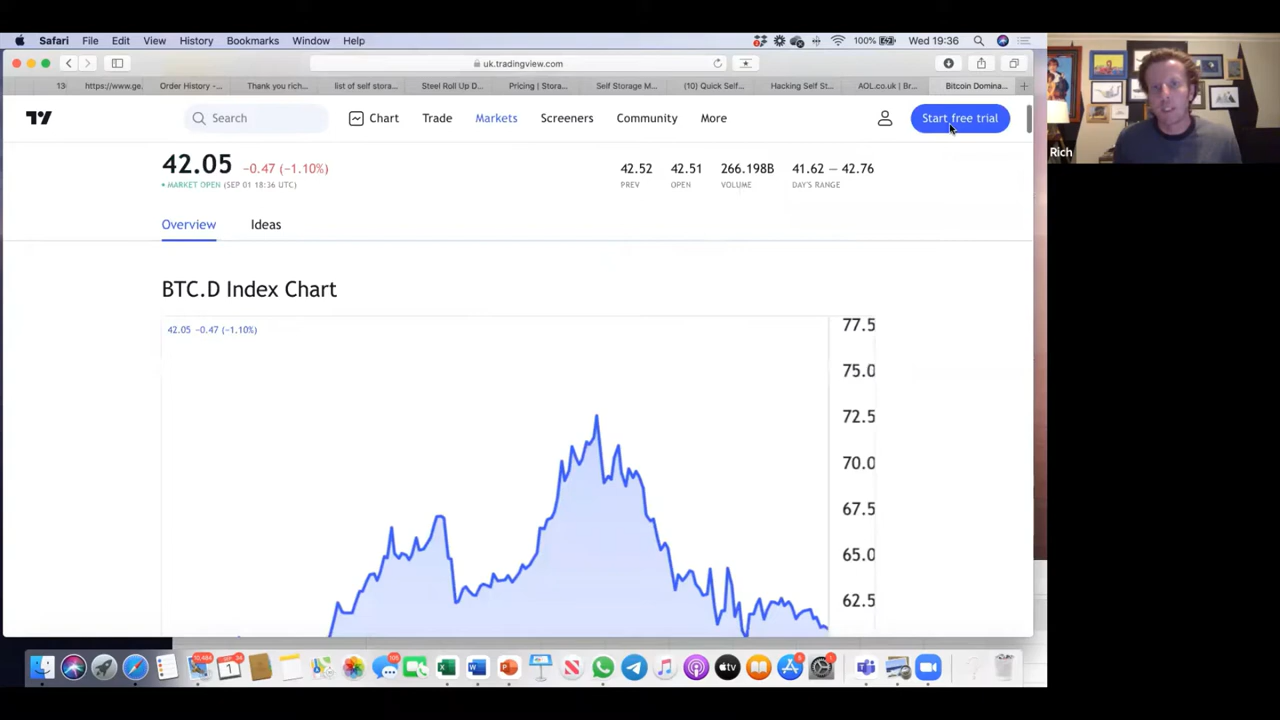 Safari File Edit View History Bookmarks Window Help 100% Wed 19:36
uk.tradingview.com
13 https://www.ge. Order History -... Thank you rich... list of self stora... Steel Roll Up D... Pricing | Stora... Self Storage M... (10) Quick Self... Hacking Self St... AOL.co.uk | Br... Bitcoin Domina...
Search Chart Trade Markets Screeners Community More Start free trial
42.05 −0.47 (−1.10%) 42.52 42.51 266.198B 41.62 — 42.76
MARKET OPEN (SEP 01 18:36 UTC) PREV OPEN VOLUME DAY'S RANGE
Overview Ideas
BTC.D Index Chart
42.05 −0.47 (−1.10%)
77.5
75.0
72.5
70.0
67.5
65.0
62.5
Rich